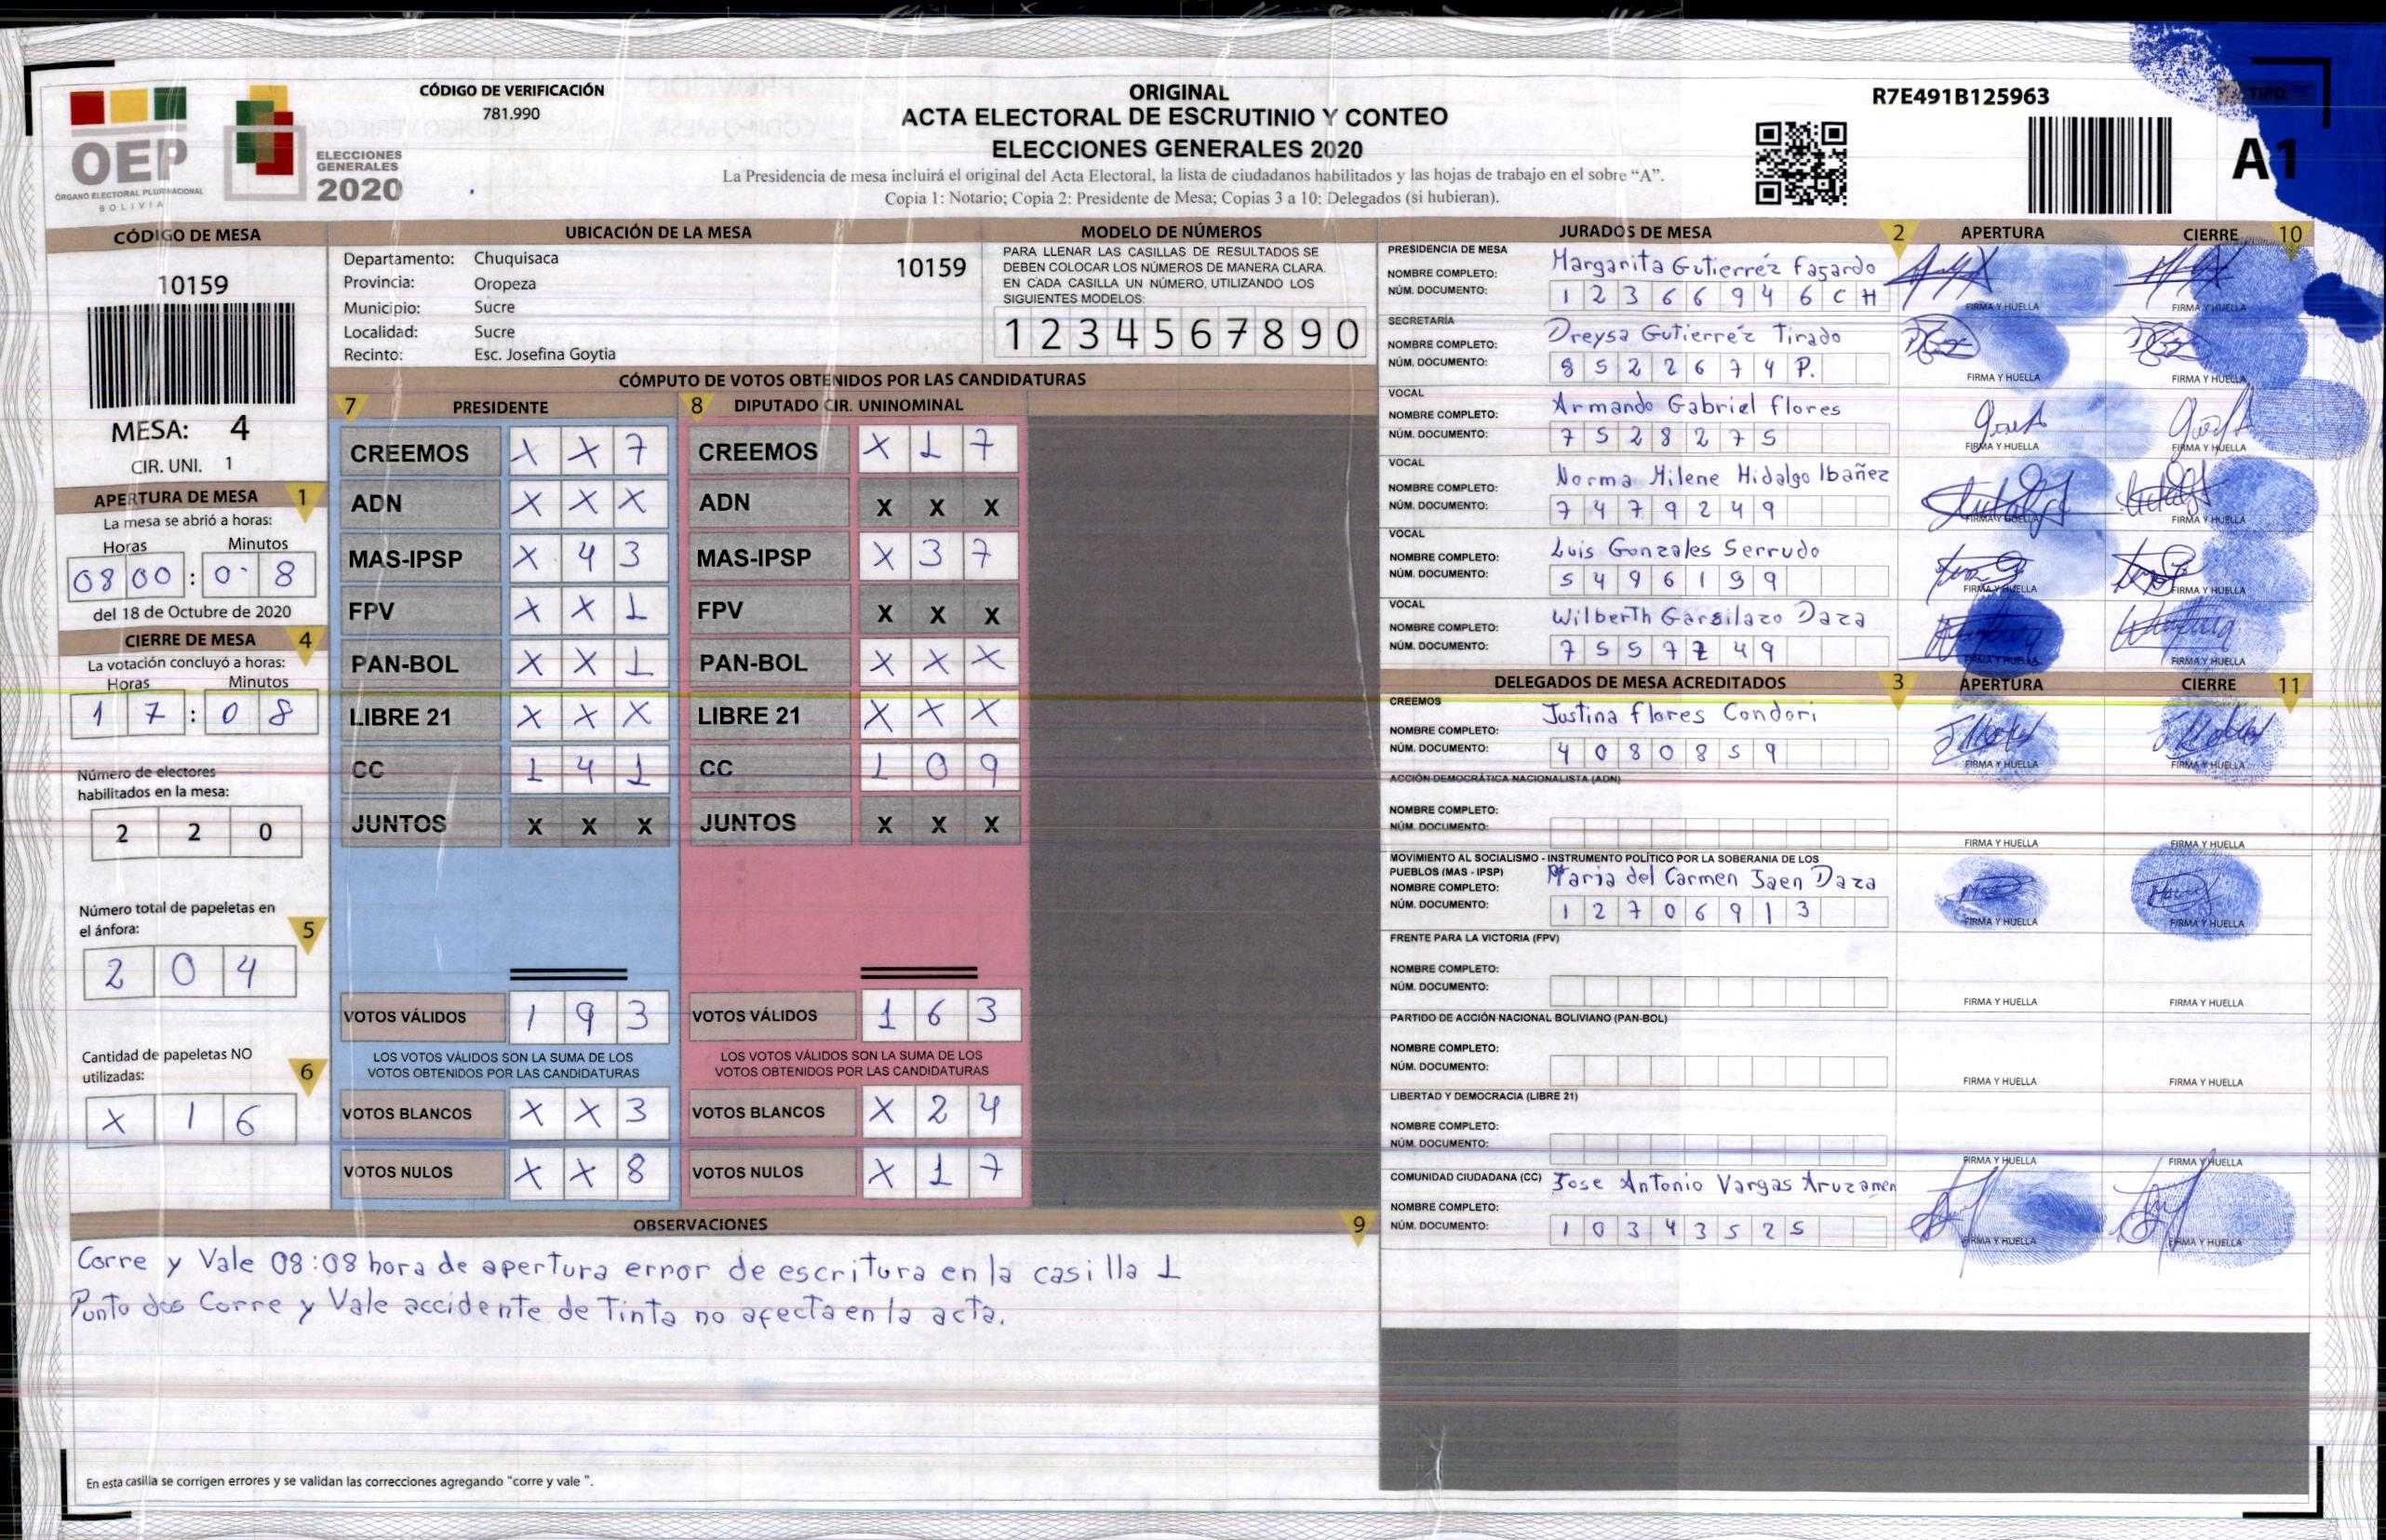 OEP
ÓRGANO ELECTORAL PLURINACIONAL
BOLIVIA
ELECCIONES
GENERALES
2020
CÓDIGO DE VERIFICACIÓN
781.990
ORIGINAL
ACTA ELECTORAL DE ESCRUTINIO Y CONTEO
ELECCIONES GENERALES 2020
La Presidencia de mesa incluirá el original del Acta Electoral, la lista de ciudadanos habilitados y las hojas de trabajo en el sobre “A”.
Copia 1: Notario; Copia 2: Presidente de Mesa; Copias 3 a 10: Delegados (si hubieran).
R7E491B125963
A1
CÓDIGO DE MESA
10159
MESA: 4
CIR. UNI. 1
APERTURA DE MESA 1
La mesa se abrió a horas:
Horas Minutos
08 00 : 0 8
del 18 de Octubre de 2020
CIERRE DE MESA 4
La votación concluyó a horas:
Horas Minutos
1 7 : 0 8
Número de electores
habilitados en la mesa:
2 2 0
Número total de papeletas en
el ánfora: 5
2 0 4
Cantidad de papeletas NO
utilizadas: 6
X 1 6
UBICACIÓN DE LA MESA
Departamento: Chuquisaca
10159
Provincia: Oropeza
Municipio: Sucre
Localidad: Sucre
Recinto: Esc. Josefina Goytia
MODELO DE NÚMEROS
PARA LLENAR LAS CASILLAS DE RESULTADOS SE
DEBEN COLOCAR LOS NÚMEROS DE MANERA CLARA.
EN CADA CASILLA UN NÚMERO, UTILIZANDO LOS
SIGUIENTES MODELOS:
1 2 3 4 5 6 7 8 9 0
CÓMPUTO DE VOTOS OBTENIDOS POR LAS CANDIDATURAS
7 PRESIDENTE
CREEMOS X X 7
ADN X X X
MAS-IPSP X 4 3
FPV X X 1
PAN-BOL X X 1
LIBRE 21 X X X
CC 1 4 1
JUNTOS X X X
VOTOS VÁLIDOS 1 9 3
LOS VOTOS VÁLIDOS SON LA SUMA DE LOS
VOTOS OBTENIDOS POR LAS CANDIDATURAS
VOTOS BLANCOS X X 3
VOTOS NULOS X X 8
8 DIPUTADO CIR. UNINOMINAL
CREEMOS X 1 7
ADN X X X
MAS-IPSP X 3 7
FPV X X X
PAN-BOL X X X
LIBRE 21 X X X
CC 1 0 9
JUNTOS X X X
VOTOS VÁLIDOS 1 6 3
LOS VOTOS VÁLIDOS SON LA SUMA DE LOS
VOTOS OBTENIDOS POR LAS CANDIDATURAS
VOTOS BLANCOS X 2 4
VOTOS NULOS X 1 7
OBSERVACIONES 9
Corre y Vale 08:08 hora de apertura error de escritura en la casilla 1
Punto dos Corre y Vale accidente de Tinta no afecta en la acta.
En esta casilla se corrigen errores y se validan las correcciones agregando "corre y vale ".
JURADOS DE MESA 2 APERTURA CIERRE 10
PRESIDENCIA DE MESA
NOMBRE COMPLETO: Margarita Gutierréz Fajardo
NÚM. DOCUMENTO: 1 2 3 6 6 9 4 6 C H
FIRMA Y HUELLA FIRMA Y HUELLA
SECRETARÍA
NOMBRE COMPLETO: Dreysa Gutierréz Tirado
NÚM. DOCUMENTO: 8 5 2 2 6 7 4 P.
FIRMA Y HUELLA FIRMA Y HUELLA
VOCAL
NOMBRE COMPLETO: Armando Gabriel flores
NÚM. DOCUMENTO: 7 5 2 8 2 7 5
FIRMA Y HUELLA FIRMA Y HUELLA
VOCAL
NOMBRE COMPLETO: Norma Milene Hidalgo Ibañez
NÚM. DOCUMENTO: 7 4 7 9 2 4 9
FIRMA Y HUELLA FIRMA Y HUELLA
VOCAL
NOMBRE COMPLETO: Luis Gonzales Serrudo
NÚM. DOCUMENTO: 5 4 9 6 1 9 9
FIRMA Y HUELLA FIRMA Y HUELLA
VOCAL
NOMBRE COMPLETO: Wilberth Garsilazo Daza
NÚM. DOCUMENTO: 7 5 5 7 7 4 9
FIRMA Y HUELLA FIRMA Y HUELLA
DELEGADOS DE MESA ACREDITADOS 3 APERTURA CIERRE 11
CREEMOS
NOMBRE COMPLETO: Justina flores Condori
NÚM. DOCUMENTO: 4 0 8 0 8 5 9
FIRMA Y HUELLA FIRMA Y HUELLA
ACCIÓN DEMOCRÁTICA NACIONALISTA (ADN)
NOMBRE COMPLETO:
NÚM. DOCUMENTO:
FIRMA Y HUELLA FIRMA Y HUELLA
MOVIMIENTO AL SOCIALISMO - INSTRUMENTO POLÍTICO POR LA SOBERANIA DE LOS
PUEBLOS (MAS - IPSP)
NOMBRE COMPLETO: Maria del Carmen Jaen Daza
NÚM. DOCUMENTO: 1 2 7 0 6 9 1 3
FIRMA Y HUELLA FIRMA Y HUELLA
FRENTE PARA LA VICTORIA (FPV)
NOMBRE COMPLETO:
NÚM. DOCUMENTO:
FIRMA Y HUELLA FIRMA Y HUELLA
PARTIDO DE ACCIÓN NACIONAL BOLIVIANO (PAN-BOL)
NOMBRE COMPLETO:
NÚM. DOCUMENTO:
FIRMA Y HUELLA FIRMA Y HUELLA
LIBERTAD Y DEMOCRACIA (LIBRE 21)
NOMBRE COMPLETO:
NÚM. DOCUMENTO:
FIRMA Y HUELLA FIRMA Y HUELLA
COMUNIDAD CIUDADANA (CC) Jose Antonio Vargas Aruzamen
NOMBRE COMPLETO:
NÚM. DOCUMENTO: 1 0 3 4 3 5 2 5
FIRMA Y HUELLA FIRMA Y HUELLA